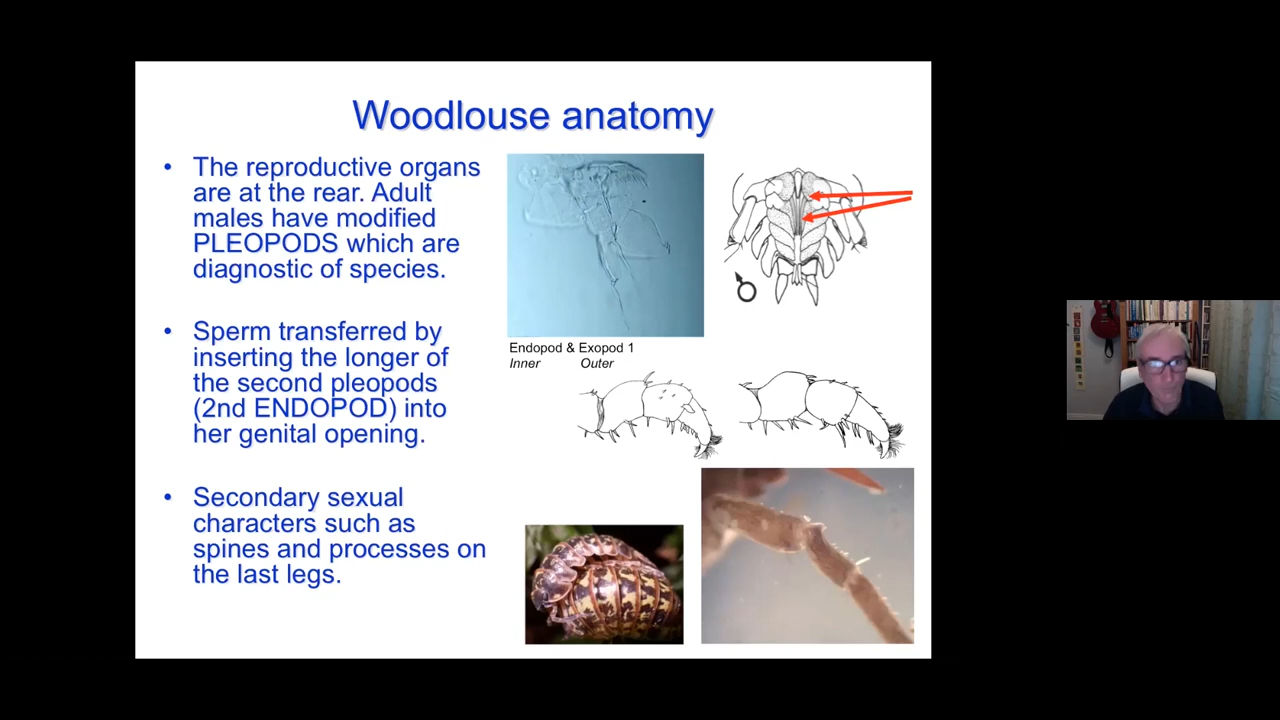 Woodlouse anatomy
• The reproductive organs
are at the rear. Adult
males have modified
PLEOPODS which are
diagnostic of species.
• Sperm transferred by
inserting the longer of
the second pleopods
(2nd ENDOPOD) into
her genital opening.
• Secondary sexual
characters such as
spines and processes on
the last legs.
Endopod & Exopod 1
Inner Outer